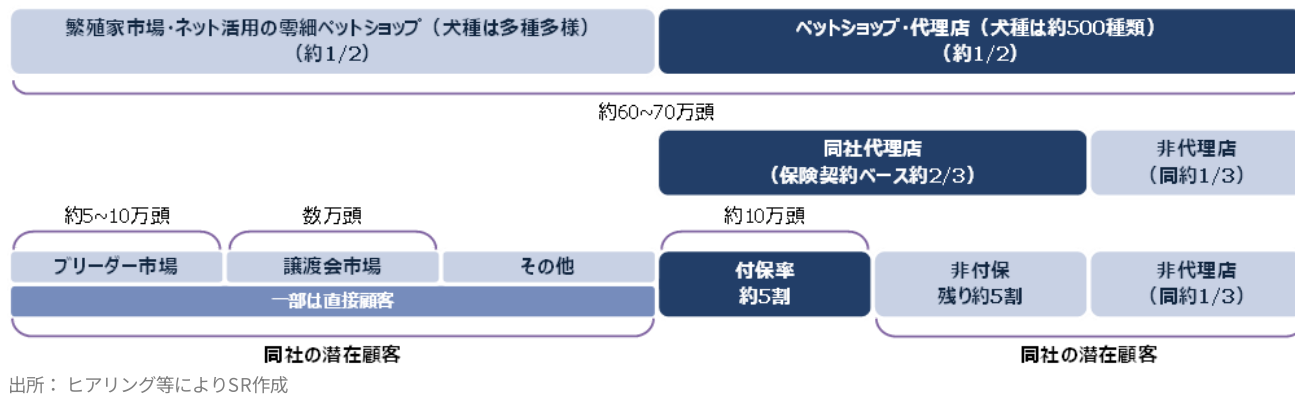 繁殖家市場･ネット活用の零細ペットショップ（犬種は多種多様）
（約1/2）
ペットショップ･代理店（犬種は約500種類）
（約1/2）
約60~70万頭
同社代理店
（保険契約ベース約2/3）
非代理店
（同約1/3）
約5~10万頭
数万頭
約10万頭
ブリーダー市場
譲渡会市場
その他
付保率
約5割
非付保
残り約5割
非代理店
（同約1/3）
一部は直接顧客
同社の潜在顧客
同社の潜在顧客
出所： ヒアリング等によりSR作成